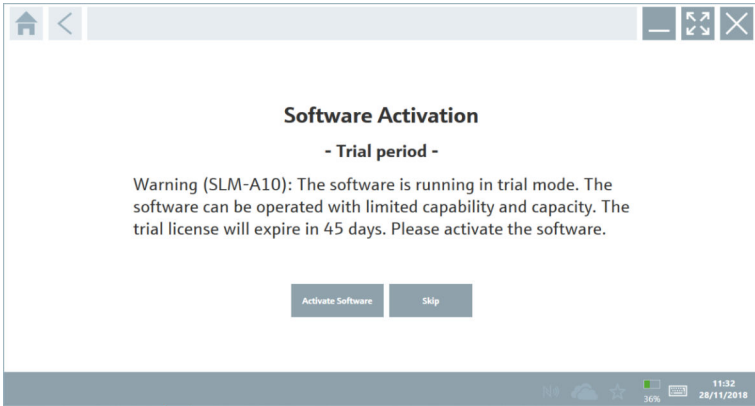 Software Activation
- Trial period -
Warning (SLM-A10): The software is running in trial mode. The
software can be operated with limited capability and capacity. The
trial license will expire in 45 days. Please activate the software.
Activate Software
Skip
36%
11:32
28/11/2018